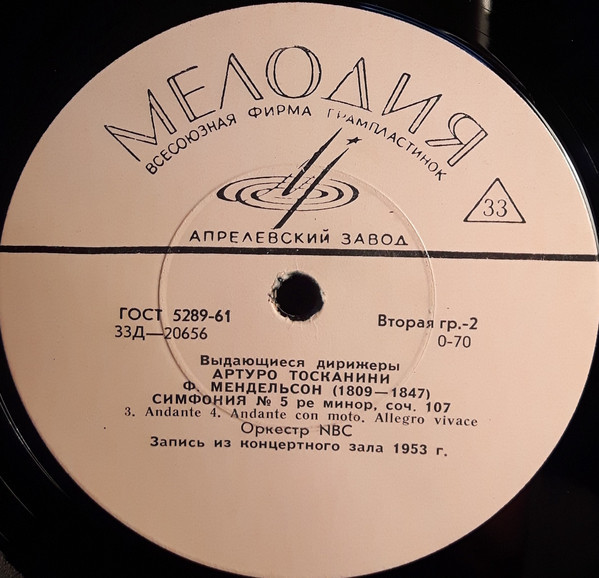 МЕЛОДИЯ
ВСЕСОЮЗНАЯ ФИРМА ГРАМПЛАСТИНОК
33
АПРЕЛЕВСКИЙ ЗАВОД
ГОСТ 5289-61
Вторая гр.-2
33Д—20656
0-70
Выдающиеся дирижеры
АРТУРО ТОСКАНИНИ
Ф. МЕНДЕЛЬСОН (1809—1847)
СИМФОНИЯ № 5 ре минор, соч. 107
3. Andante 4. Andante con moto. Allegro vivace
Оркестр NBC
Запись из концертного зала 1953 г.